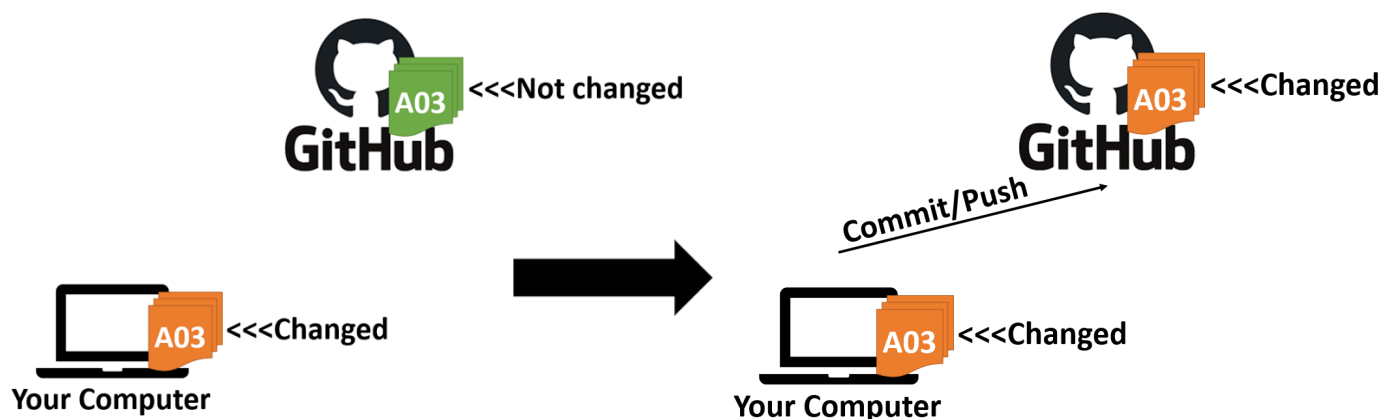 A03
<<<Not changed
GitHub
A03
<<<Changed
Your Computer
A03
<<<Changed
GitHub
Commit/Push
A03
<<<Changed
Your Computer